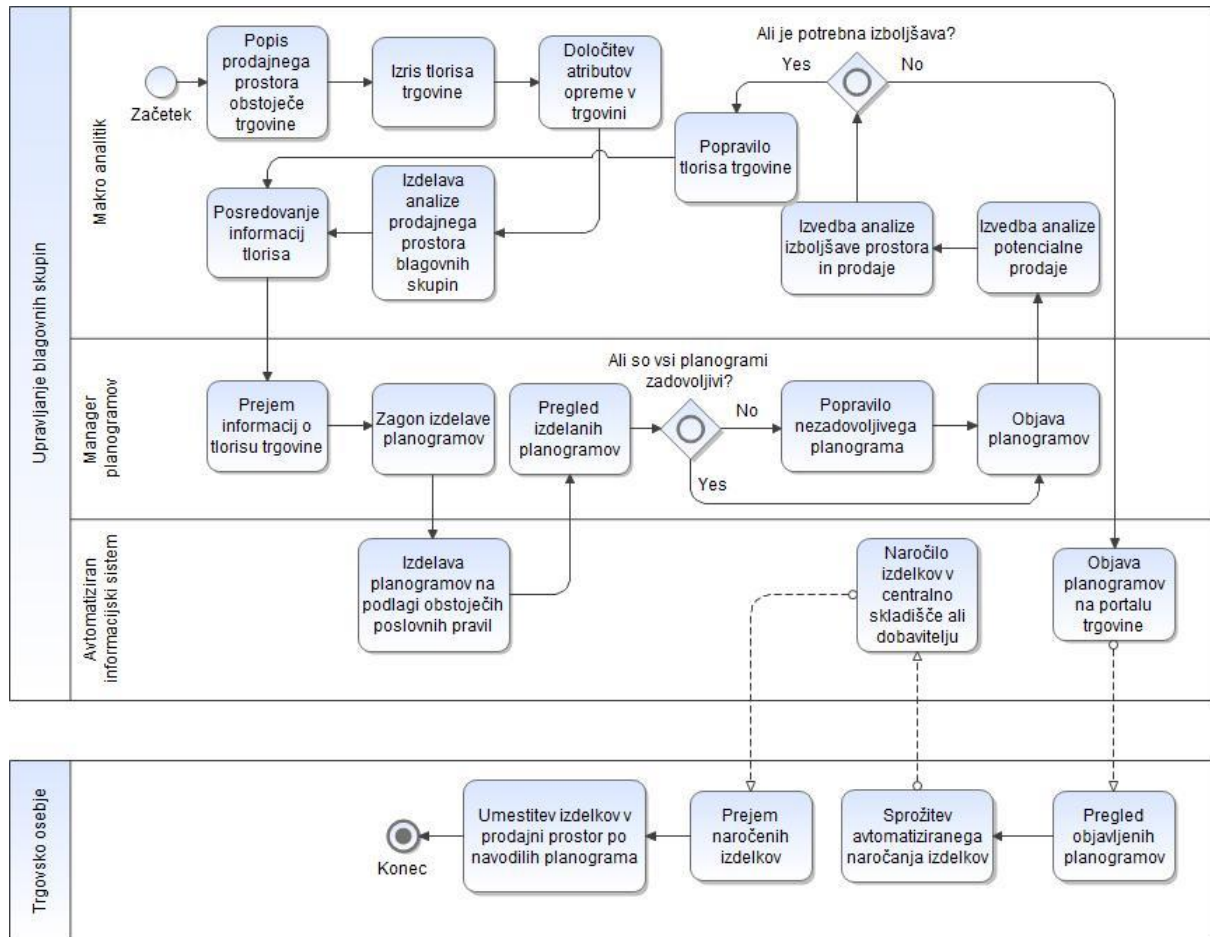 Upravljanje blagovnih skupin
Makro analitik
Začetek
Popis
prodajnega
prostora
obstoječe
trgovine
Izris tlorisa
trgovine
Določitev
atributov
opreme v
trgovini
Ali je potrebna izboljšava?
Yes
No
Popravilo
tlorisa trgovine
Posredovanje
informacij
tlorisa
Izdelava
analize
prodajnega
prostora
blagovnih
skupin
Izvedba analize
izboljšave prostora
in prodaje
Izvedba analize
potencialne
prodaje
Manager
planogramov
Prejem
informacij o
tlorisu trgovine
Zagon izdelave
planogramov
Pregled
izdelanih
planogramov
Ali so vsi planogrami
zadovoljivi?
No
Yes
Popravilo
nezadovoljivega
planograma
Objava
planogramov
Avtomatiziran
informacijski sistem
Izdelava
planogramov na
podlagi obstoječih
poslovnih pravil
Naročilo
izdelkov v
centralno
skladišče ali
dobavitelju
Objava
planogramov
na portalu
trgovine
Trgovsko osebje
Konec
Umestitev izdelkov v
prodajni prostor po
navodilih planograma
Prejem
naročenih
izdelkov
Sprožitev
avtomatiziranega
naročanja izdelkov
Pregled
objavljenih
planogramov